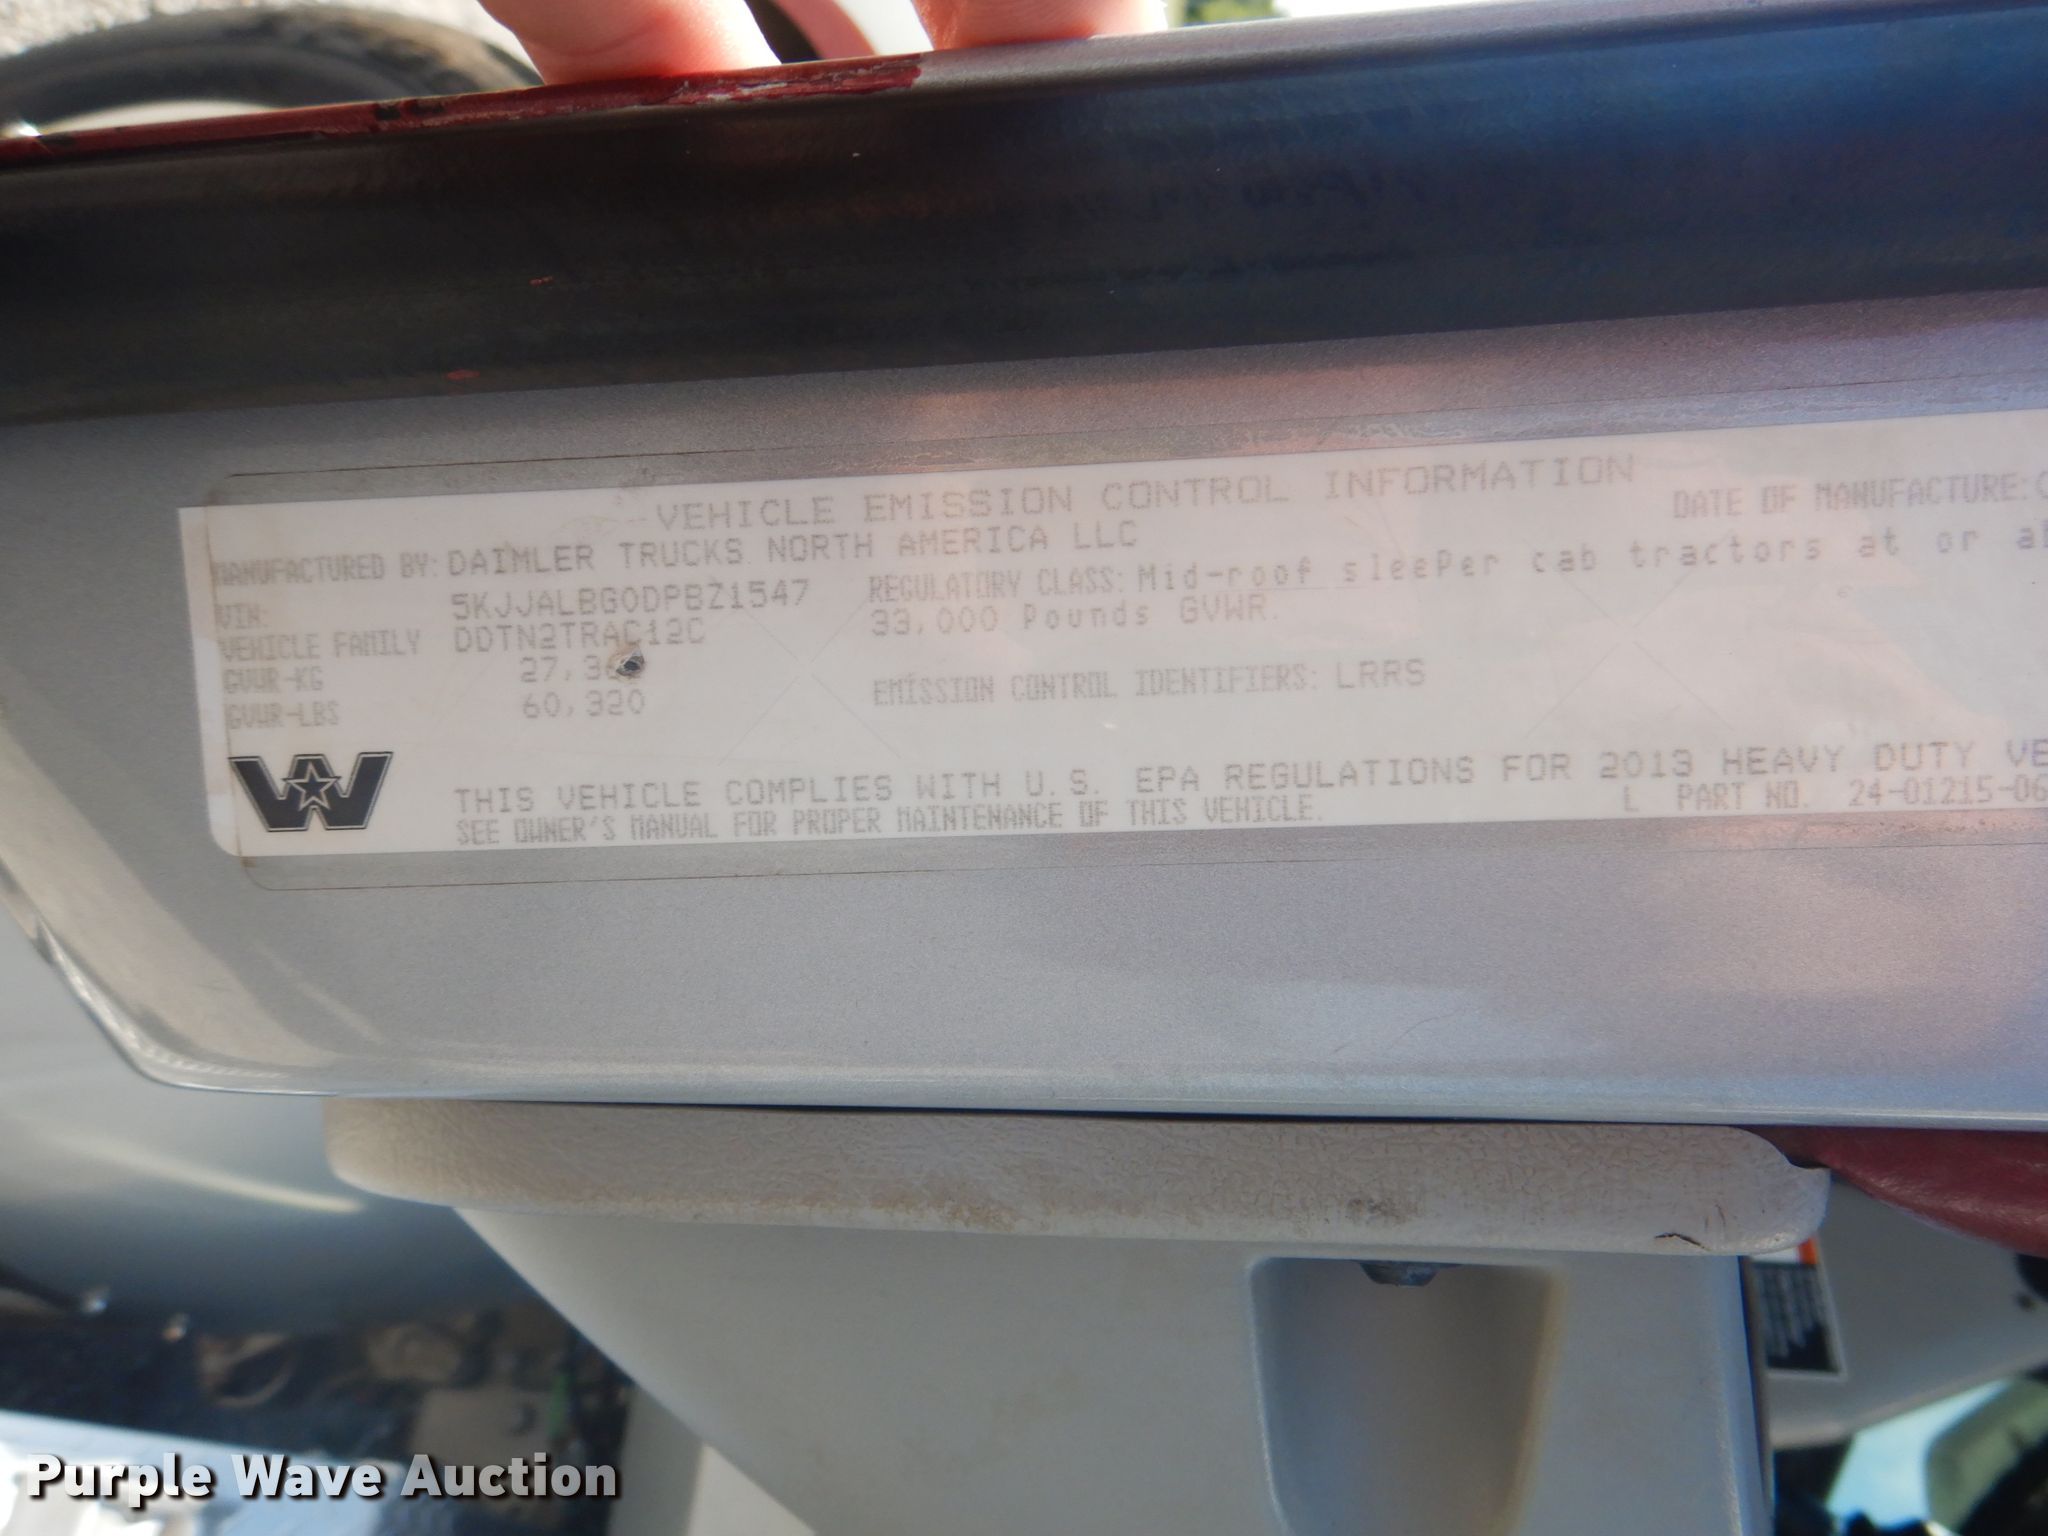 VEHICLE EMISSION CONTROL INFORMATION
DATE OF MANUFACTURE:
MANUFACTURED BY: DAIMLER TRUCKS NORTH AMERICA LLC
VIN: 5KJJALBG0DPBZ1547
REGULATORY CLASS: Mid-roof sleeper cab tractors at or
33,000 Pounds GVWR.
VEHICLE FAMILY DDTN2TRAC12C
GVWR-KG
GVWR-LBS 60,320
EMISSION CONTROL IDENTIFIERS: LRRS
THIS VEHICLE COMPLIES WITH U.S. EPA REGULATIONS FOR 2013 HEAVY DUTY
SEE OWNER'S MANUAL FOR PROPER MAINTENANCE OF THIS VEHICLE.
L PART NO. 24-01215-06
Purple Wave Auction